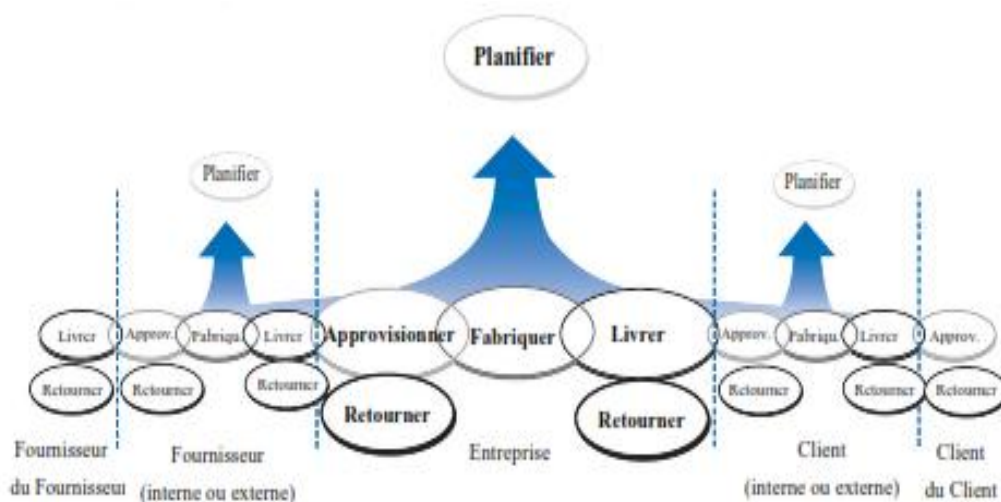 Planifier
Planifier
Planifier
Livrer
Approv.
Fabriqu.
Livrer
Approvisionner
Fabriquer
Livrer
Approv.
Fabriqu.
Livrer
Approv.
Retourner
Retourner
Retourner
Retourner
Retourner
Retourner
Retourner
Retourner
Fournisseur
du Fournisseur
Fournisseur
(interne ou externe)
Entreprise
Client
(interne ou externe)
Client
du Client